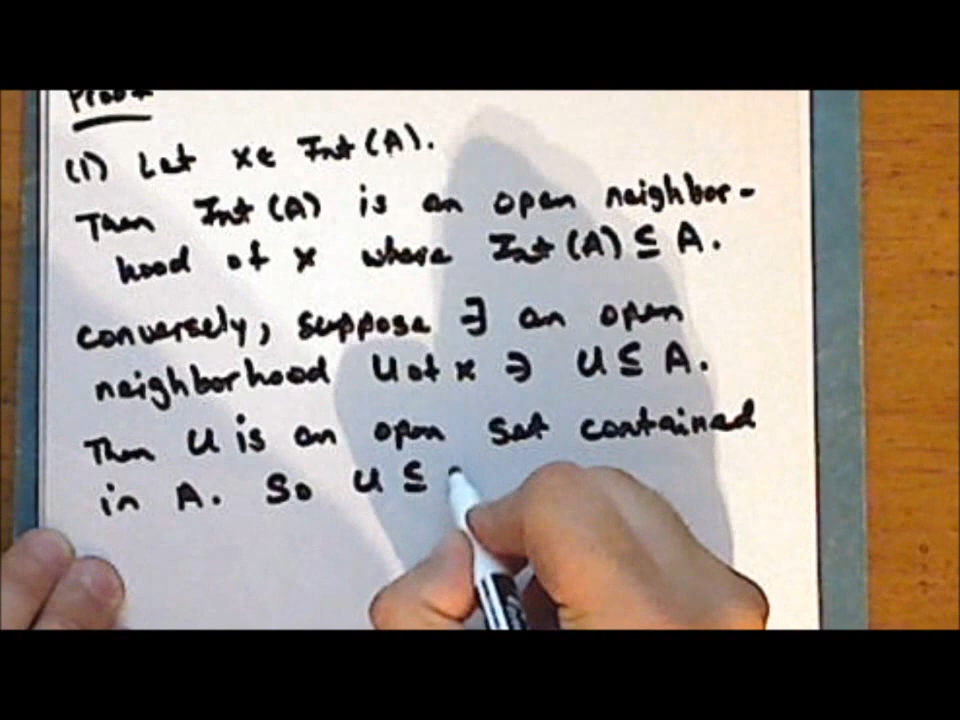 Proof
(1) Let x∈ Int (A).
Then Int (A) is an open neighbor-
hood of x where Int (A) ⊆ A.
Conversely, suppose ∃ an open
neighborhood U of x ∋ U ⊆ A.
Then U is an open set contained
in A. So U ⊆